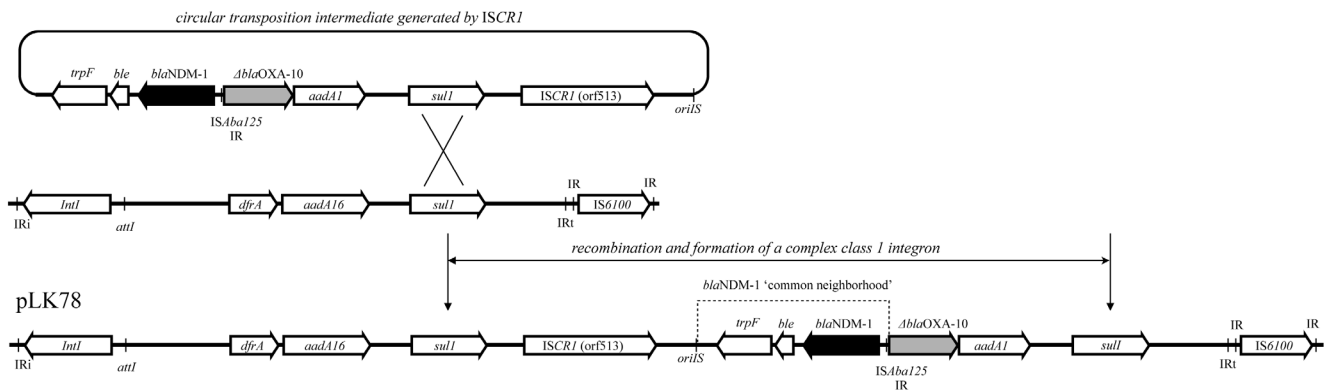 circular transposition intermediate generated by ISCR1
trpF ble blaNDM-1 ΔblaOXA-10 aadA1 sul1 ISCR1 (orf513)
oriIS
ISAba125
IR
IR IR
IntI dfrA aadA16 sul1 IS6100
IRi attI IRt
recombination and formation of a complex class 1 integron
pLK78
blaNDM-1 ‘common neighborhood’
trpF ble blaNDM-1 ΔblaOXA-10 IR IR
IntI dfrA aadA16 sul1 ISCR1 (orf513) aadA1 sul1 IS6100
IRi attI oriIS ISAba125 IRt
IR